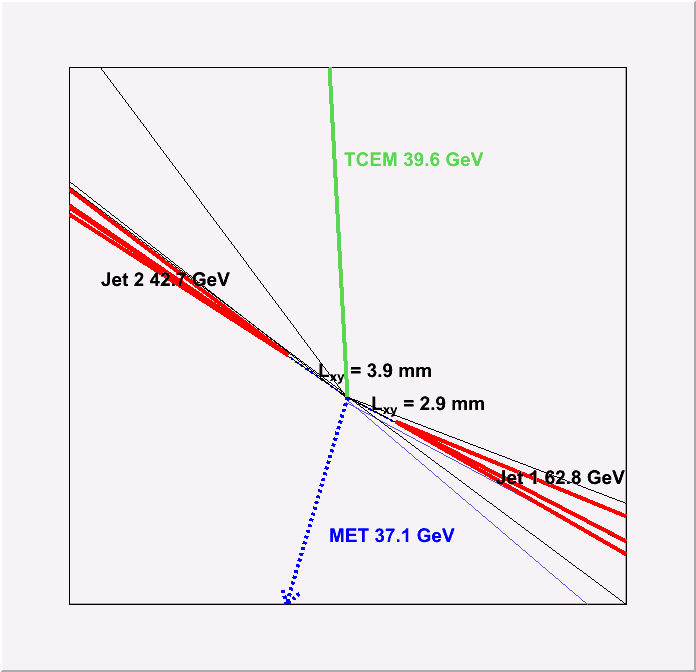 TCEM 39.6 GeV
Jet 2 42.7 GeV
Lxy = 3.9 mm
Lxy = 2.9 mm
Jet 1 62.8 GeV
MET 37.1 GeV